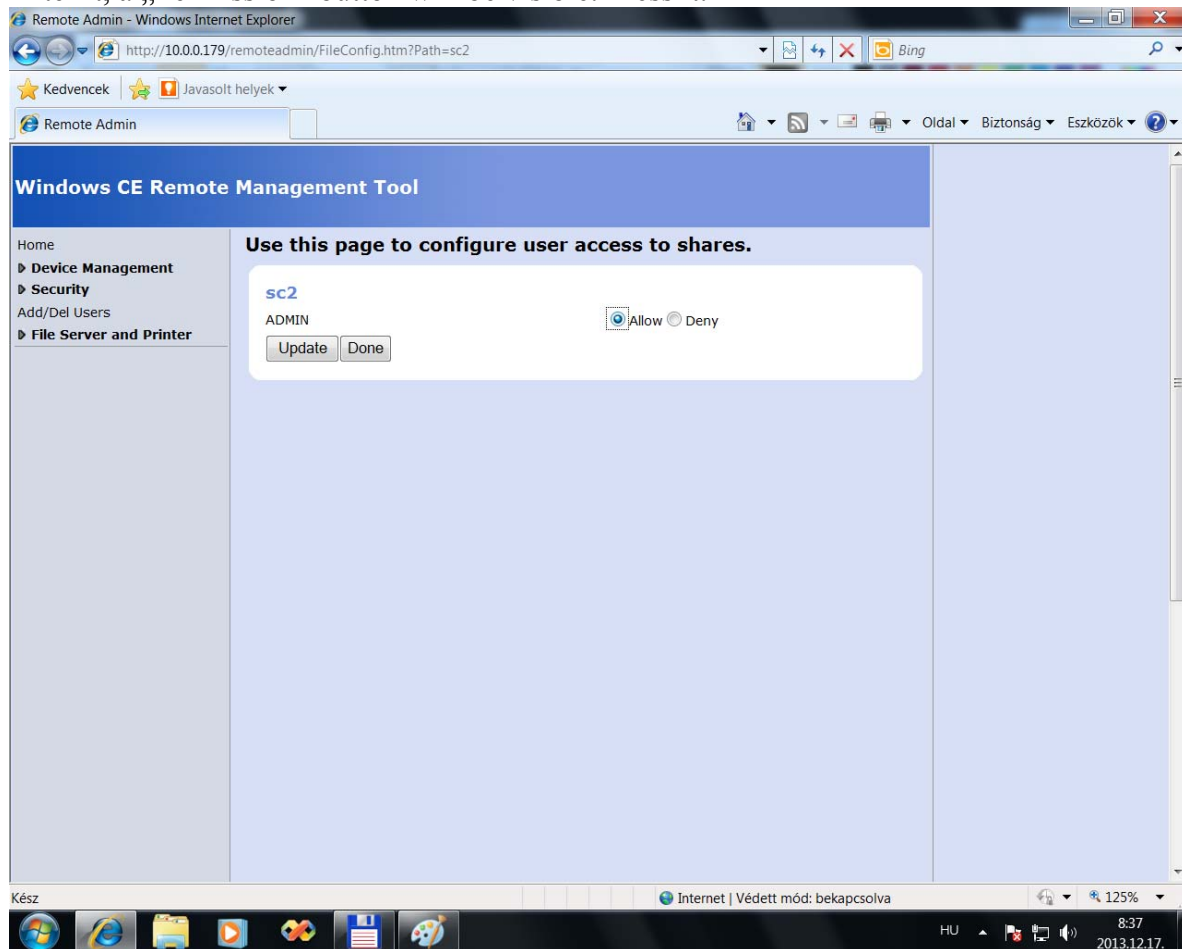 Remote Admin - Windows Internet Explorer
http://10.0.0.179/remoteadmin/FileConfig.htm?Path=sc2
Bing
Kedvencek
Javasolt helyek
Remote Admin
Oldal
Biztonság
Eszközök
Windows CE Remote Management Tool
Home
Device Management
Security
Add/Del Users
File Server and Printer
Use this page to configure user access to shares.
sc2
ADMIN
Allow
Deny
Update
Done
Kész
Internet | Védett mód: bekapcsolva
125%
HU
8:37
2013.12.17.